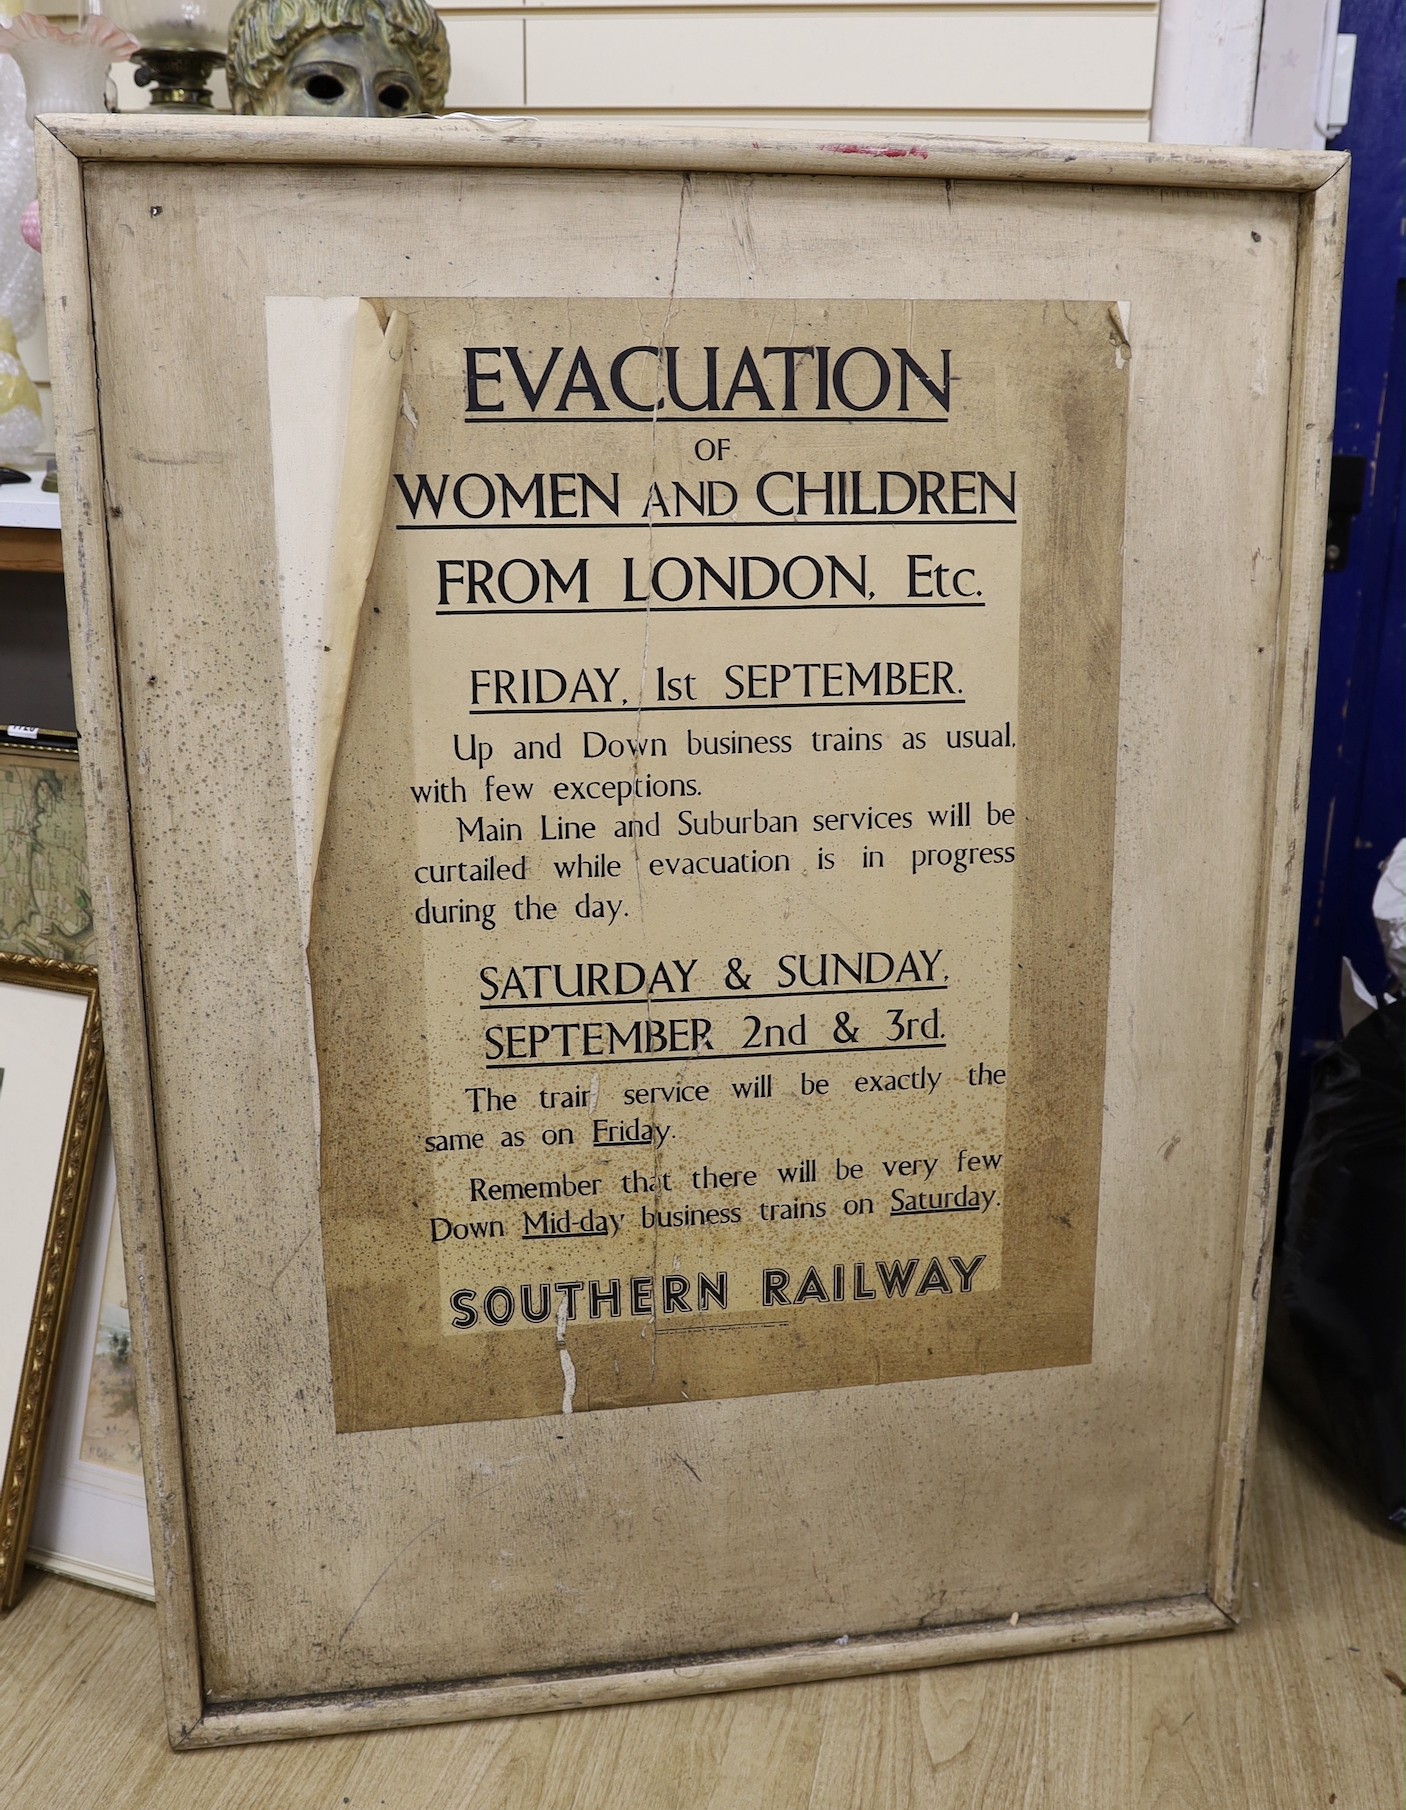 EVACUATION
OF
WOMEN AND CHILDREN
FROM LONDON, Etc.
FRIDAY, 1st SEPTEMBER.
Up and Down business trains as usual,
with few exceptions.
Main Line and Suburban services will be
curtailed while evacuation is in progress
during the day.
SATURDAY & SUNDAY,
SEPTEMBER 2nd & 3rd.
The train service will be exactly the
same as on Friday.
Remember that there will be very few
Down Mid-day business trains on Saturday.
SOUTHERN RAILWAY